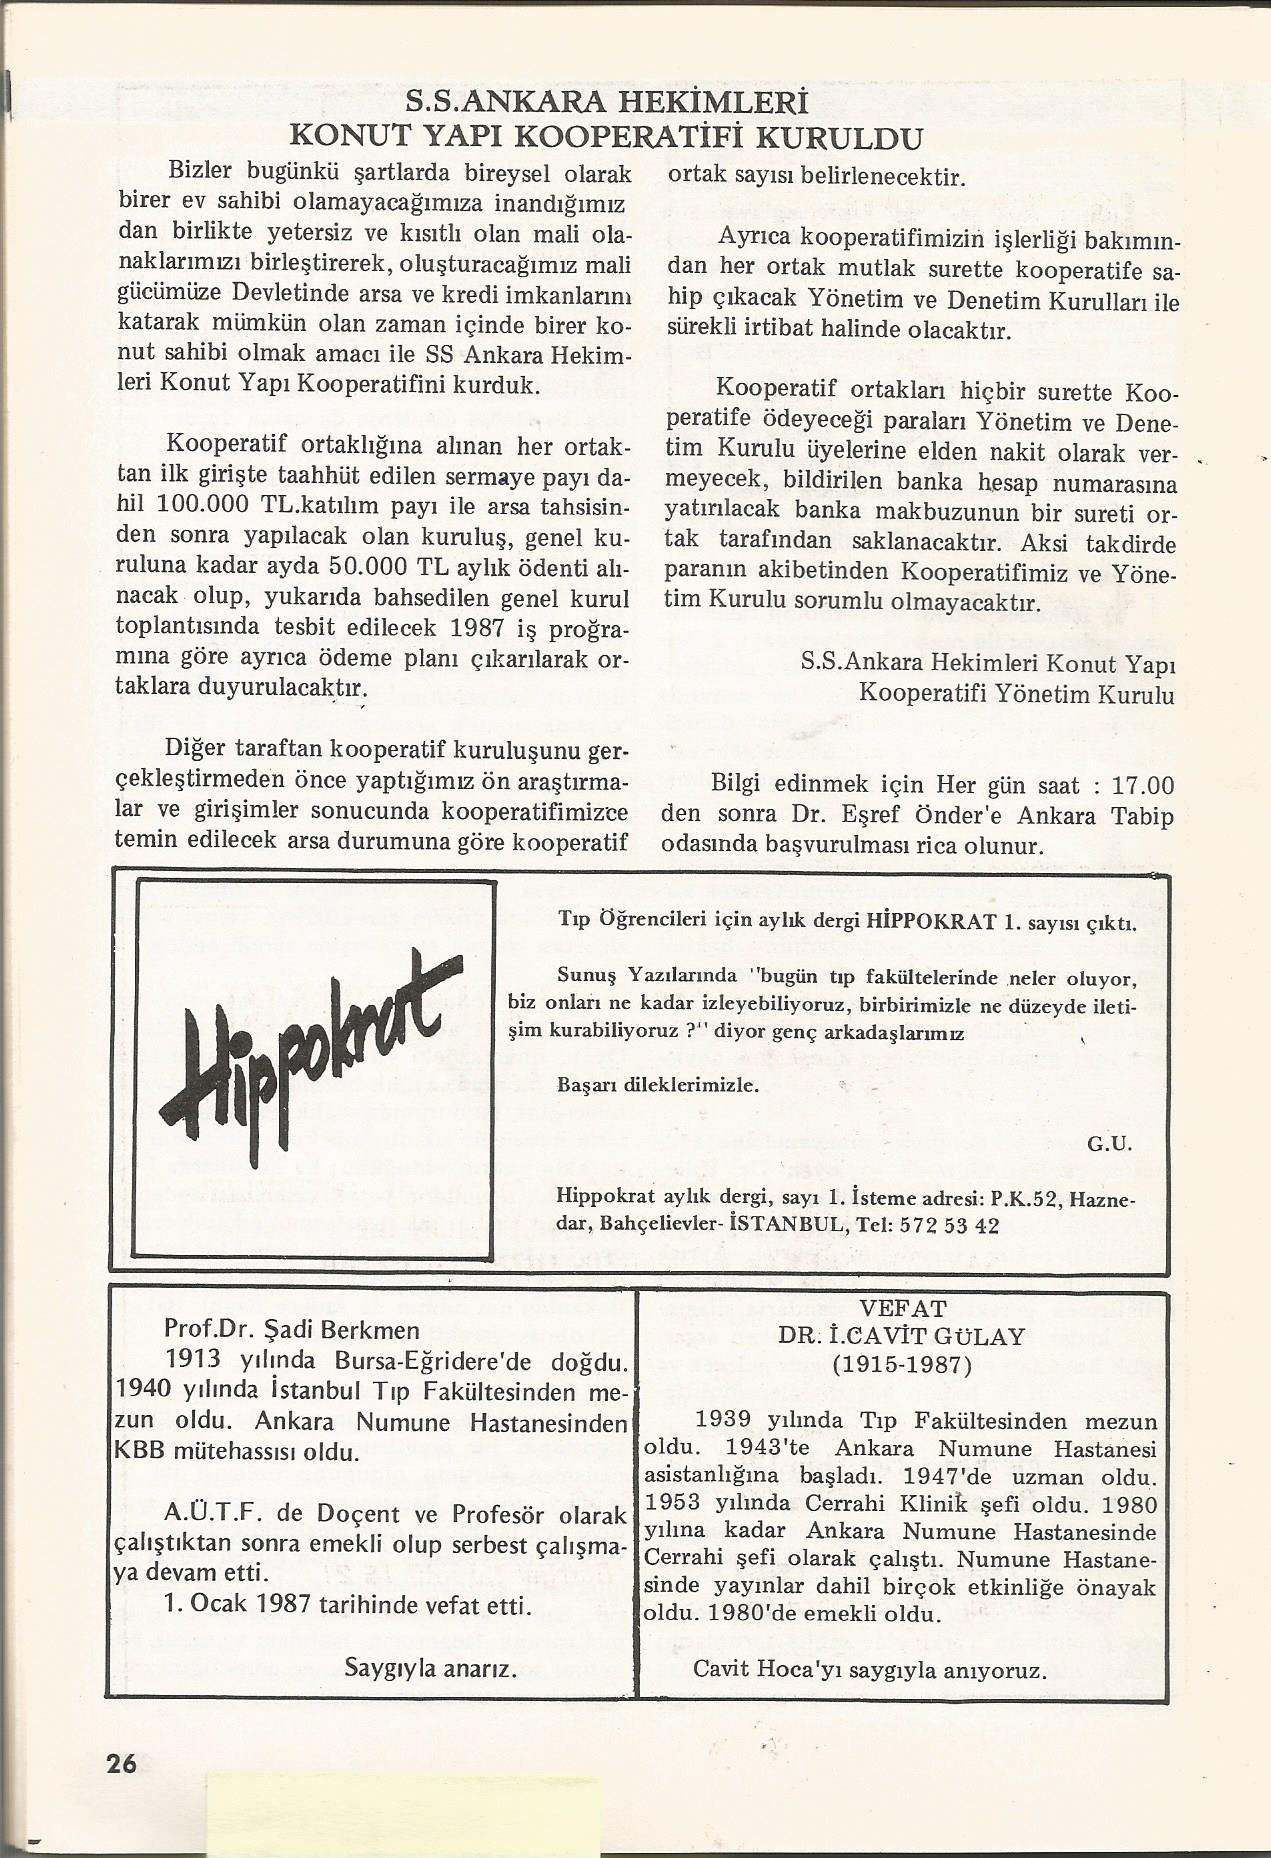 S.S.ANKARA HEKİMLERİ
KONUT YAPI KOOPERATİFİ KURULDU
Bizler bugünkü şartlarda bireysel olarak
birer ev sahibi olamayacağımıza inandığımız
dan birlikte yetersiz ve kısıtlı olan mali ola-
naklarımızı birleştirerek, oluşturacağımız mali
gücümüze Devletinde arsa ve kredi imkanlarını
katarak mümkün olan zaman içinde birer ko-
nut sahibi olmak amacı ile SS Ankara Hekim-
leri Konut Yapı Kooperatifini kurduk.
Kooperatif ortaklığına alınan her ortak-
tan ilk girişte taahhüt edilen sermaye payı da-
hil 100.000 TL.katılım payı ile arsa tahsisin-
den sonra yapılacak olan kuruluş, genel ku-
ruluna kadar ayda 50.000 TL aylık ödenti alı-
nacak olup, yukarıda bahsedilen genel kurul
toplantısında tesbit edilecek 1987 iş proğra-
mına göre ayrıca ödeme planı çıkarılarak or-
taklara duyurulacaktır.
Diğer taraftan kooperatif kuruluşunu ger-
çekleştirmeden önce yaptığımız ön araştırma-
lar ve girişimler sonucunda kooperatifimizce
temin edilecek arsa durumuna göre kooperatif
ortak sayısı belirlenecektir.
Ayrıca kooperatifimizin işlerliği bakımın-
dan her ortak mutlak surette kooperatife sa-
hip çıkacak Yönetim ve Denetim Kurulları ile
sürekli irtibat halinde olacaktır.
Kooperatif ortakları hiçbir surette Koo-
peratife ödeyeceği paraları Yönetim ve Dene-
tim Kurulu üyelerine elden nakit olarak ver-
meyecek, bildirilen banka hesap numarasına
yatırılacak banka makbuzunun bir sureti or-
tak tarafından saklanacaktır. Aksi takdirde
paranın akibetinden Kooperatifimiz ve Yöne-
tim Kurulu sorumlu olmayacaktır.
S.S.Ankara Hekimleri Konut Yapı
Kooperatifi Yönetim Kurulu
Bilgi edinmek için Her gün saat : 17.00
den sonra Dr. Eşref Önder'e Ankara Tabip
odasında başvurulması rica olunur.
Hippokrat
Tıp Öğrencileri için aylık dergi HİPPOKRAT 1. sayısı çıktı.
Sunuş Yazılarında "bugün tıp fakültelerinde neler oluyor,
biz onları ne kadar izleyebiliyoruz, birbirimizle ne düzeyde ileti-
şim kurabiliyoruz ?" diyor genç arkadaşlarımız
Başarı dileklerimizle.
G.U.
Hippokrat aylık dergi, sayı 1. İsteme adresi: P.K.52, Hazne-
dar, Bahçelievler- İSTANBUL, Tel: 572 53 42
Prof.Dr. Şadi Berkmen
1913 yılında Bursa-Eğridere'de doğdu.
1940 yılında İstanbul Tıp Fakültesinden me-
zun oldu. Ankara Numune Hastanesinden
KBB mütehassısı oldu.
A.Ü.T.F. de Doçent ve Profesör olarak
çalıştıktan sonra emekli olup serbest çalışma-
ya devam etti.
1. Ocak 1987 tarihinde vefat etti.
Saygıyla anarız.
VEFAT
DR. İ.CAVİT GÜLAY
(1915-1987)
1939 yılında Tıp Fakültesinden mezun
oldu. 1943'te Ankara Numune Hastanesi
asistanlığına başladı. 1947'de uzman oldu.
1953 yılında Cerrahi Klinik şefi oldu. 1980
yılına kadar Ankara Numune Hastanesinde
Cerrahi şefi olarak çalıştı. Numune Hastane-
sinde yayınlar dahil birçok etkinliğe önayak
oldu. 1980'de emekli oldu.
Cavit Hoca'yı saygıyla anıyoruz.
26